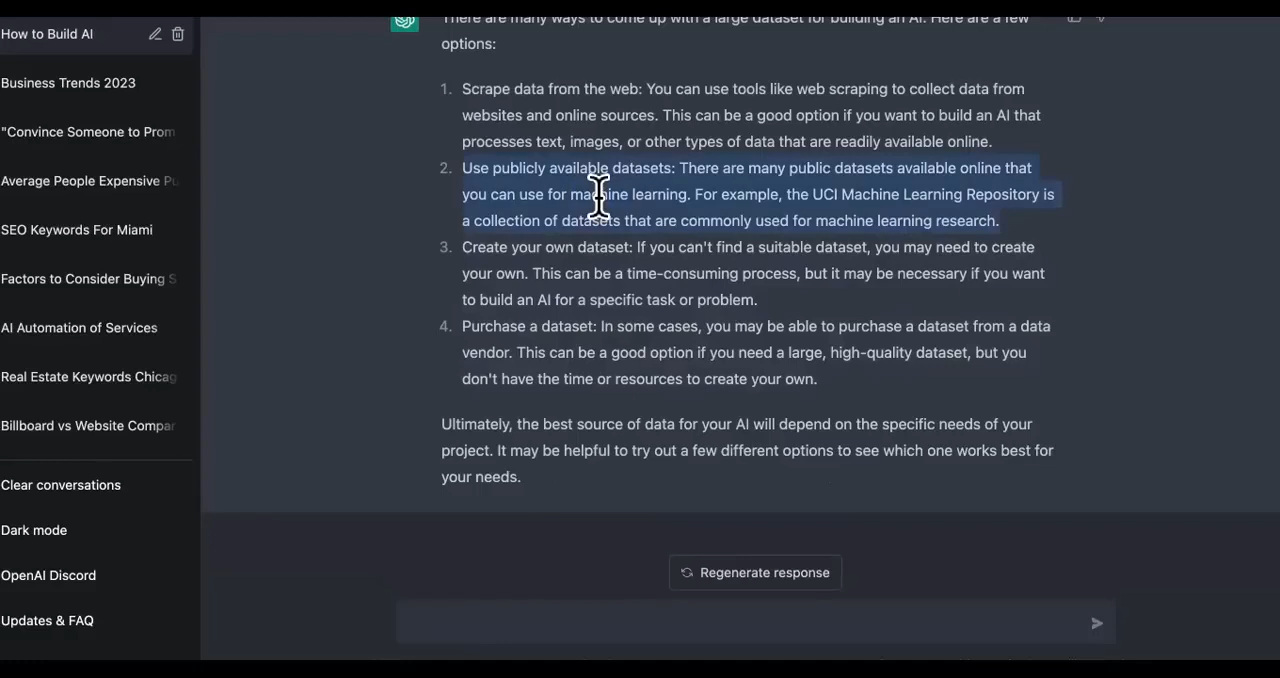 How to Build AI
Business Trends 2023
"Convince Someone to Prom
Average People Expensive Pu
SEO Keywords For Miami
Factors to Consider Buying S
AI Automation of Services
Real Estate Keywords Chicag
Billboard vs Website Compar
Clear conversations
Dark mode
OpenAI Discord
Updates & FAQ
There are many ways to come up with a large dataset for building an AI. Here are a few
options:
1. Scrape data from the web: You can use tools like web scraping to collect data from
websites and online sources. This can be a good option if you want to build an AI that
processes text, images, or other types of data that are readily available online.
2. Use publicly available datasets: There are many public datasets available online that
you can use for machine learning. For example, the UCI Machine Learning Repository is
a collection of datasets that are commonly used for machine learning research.
3. Create your own dataset: If you can't find a suitable dataset, you may need to create
your own. This can be a time-consuming process, but it may be necessary if you want
to build an AI for a specific task or problem.
4. Purchase a dataset: In some cases, you may be able to purchase a dataset from a data
vendor. This can be a good option if you need a large, high-quality dataset, but you
don't have the time or resources to create your own.
Ultimately, the best source of data for your AI will depend on the specific needs of your
project. It may be helpful to try out a few different options to see which one works best for
your needs.
Regenerate response